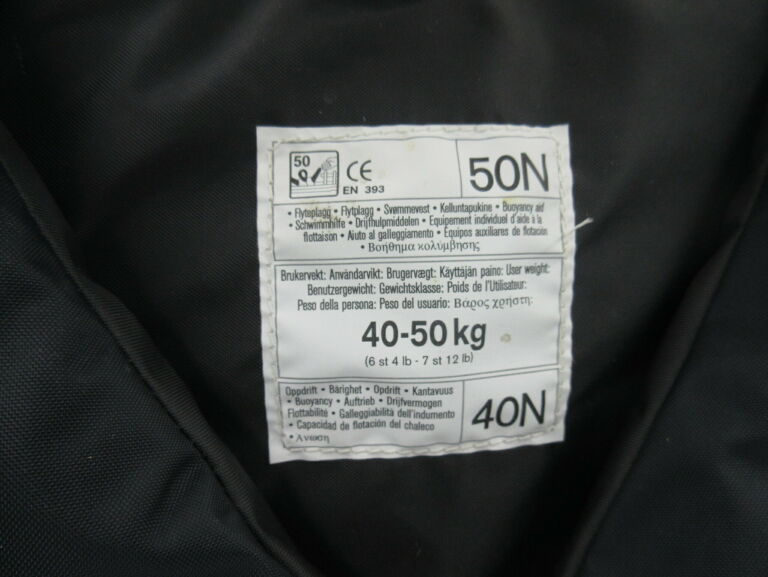 50
CE
EN 393
50N
• Flyteplagg • Flytplagg • Svømmevest • Kelluntapukine • Buoyancy aid
• Schwimmhilfe • Drijfhulpmiddelen • Equipement individuel d'aide à la
flottaison • Aiuto al galleggiamento • Equipos auxiliares de flotación
• Βοήθημα κολύμβησης
Brukervekt: Användarvikt: Brugervægt: Käyttäjän paino: User weight:
Benutzergewicht: Gewichtsklasse: Poids de l'Utilisateur:
Peso della persona: Peso del usuario: Βάρος χρήστη:
40-50 kg
(6 st 4 lb - 7 st 12 lb)
Oppdrift • Bärighet • Opdrift • Kantavuus
• Buoyancy • Auftrieb • Drijfvermogen
Flottabilité • Galleggiabilità dell'indumento
• Capacidad de flotación del chaleco
• Ανωση
40N